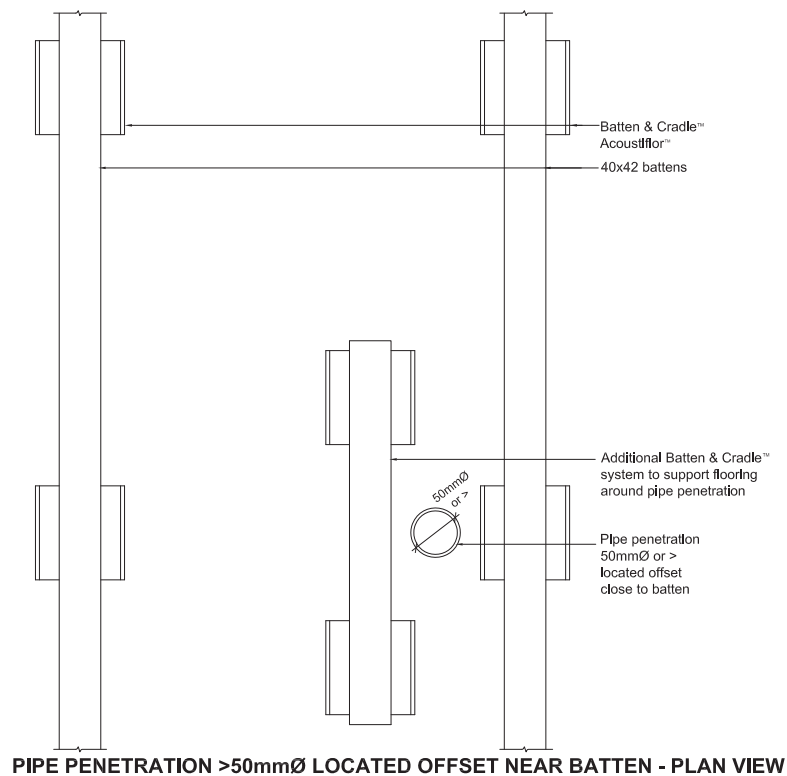 Batten & Cradle™
Acoustiflor™
40x42 battens
Additional Batten & Cradle™
system to support flooring
around pipe penetration
50mmØ
or >
Pipe penetration
50mmØ or >
located offset
close to batten
PIPE PENETRATION >50mmØ LOCATED OFFSET NEAR BATTEN - PLAN VIEW